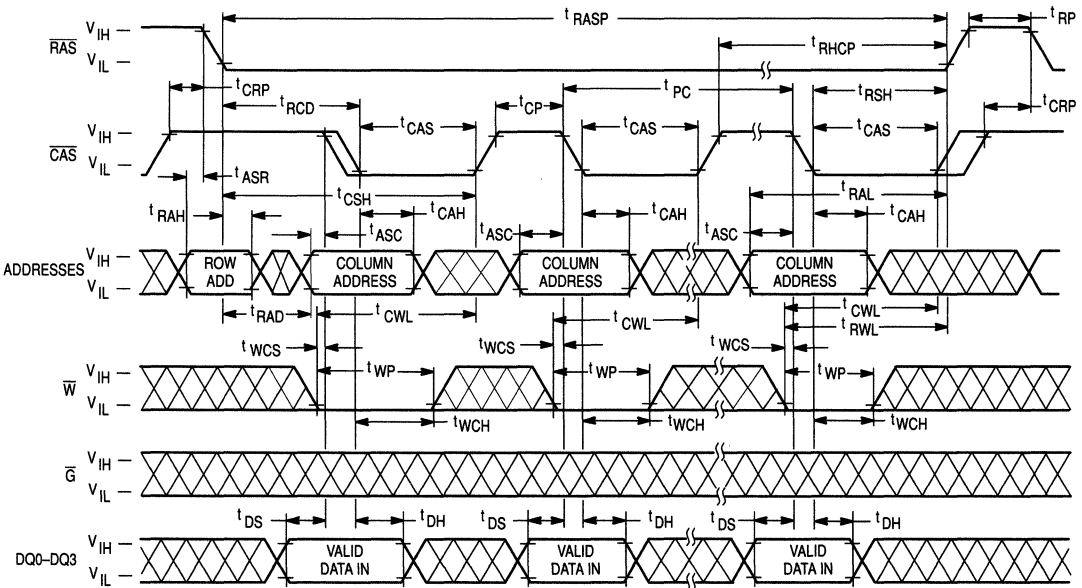 t RASP
t RP
V IH
RAS
V IL
t RHCP
t CRP
t RCD
t CP
t PC
t RSH
t CRP
V IH
CAS
V IL
t CAS
t CAS
t CAS
t ASR
t CSH
t RAL
t RAH
t CAH
t CAH
t CAH
t ASC
t ASC
t ASC
ADDRESSES
V IH
V IL
ROW ADD
COLUMN ADDRESS
COLUMN ADDRESS
COLUMN ADDRESS
t RAD
t CWL
t CWL
t CWL
t RWL
t WCS
t WCS
t WCS
V IH
W
V IL
t WP
t WP
t WP
t WCH
t WCH
t WCH
V IH
G
V IL
t DS
t DH
t DS
t DH
t DS
t DH
DQ0–DQ3
V IH
V IL
VALID DATA IN
VALID DATA IN
VALID DATA IN